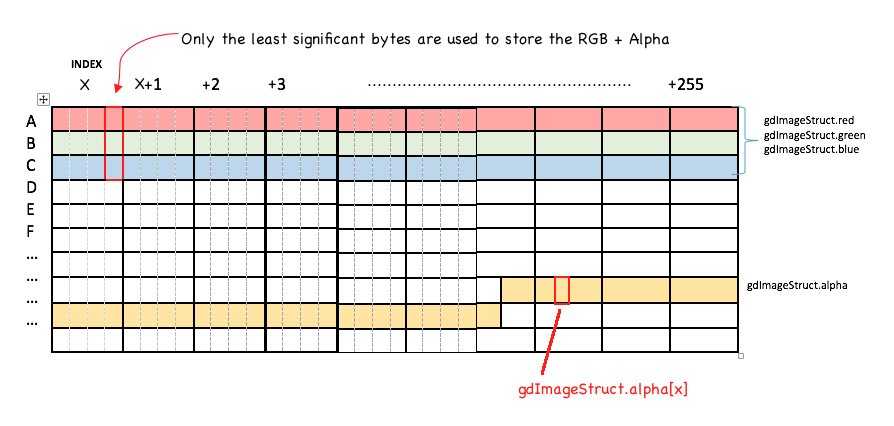 Only the least significant bytes are used to store the RGB + Alpha
INDEX
X X+1 +2 +3 ........................................................ +255
A
B
C
D
E
F
...
...
...
...
gdImageStruct.red
gdImageStruct.green
gdImageStruct.blue
gdImageStruct.alpha
gdImageStruct.alpha[x]